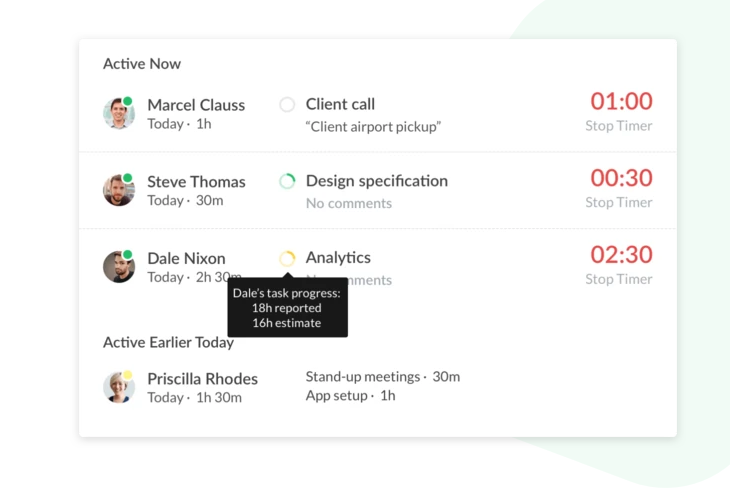 Active Now
Marcel Clauss
Today · 1h
Client call
“Client airport pickup”
01:00
Stop Timer
Steve Thomas
Today · 30m
Design specification
No comments
00:30
Stop Timer
Dale Nixon
Today · 2h 30m
Analytics
No comments
02:30
Stop Timer
Dale's task progress:
18h reported
16h estimate
Active Earlier Today
Priscilla Rhodes
Today · 1h 30m
Stand-up meetings · 30m
App setup · 1h